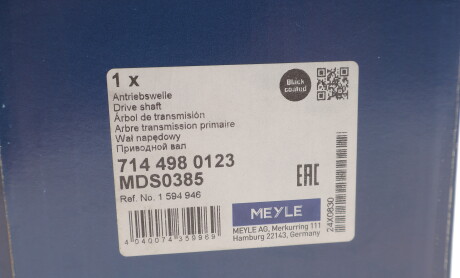 1 x
Black coated
Antriebswelle
Drive shaft
Árbol de transmisión
Arbre transmission primaire
Wał napędowy
Приводной вал
714 498 0123
MDS0385
Ref. No. 1 594 946
EAC
MEYLE
MEYLE AG, Merkurring 111
Hamburg 22143, Germany
4 040074 359969
24X0830